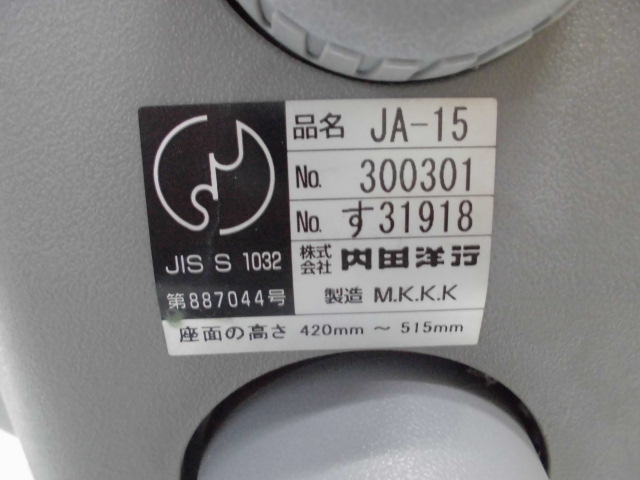 品名 JA-15
No. 300301
No. す31918
JIS S 1032
株式会社 内田洋行
第887044号
製造 M.K.K.K
座面の高さ 420mm ～ 515mm